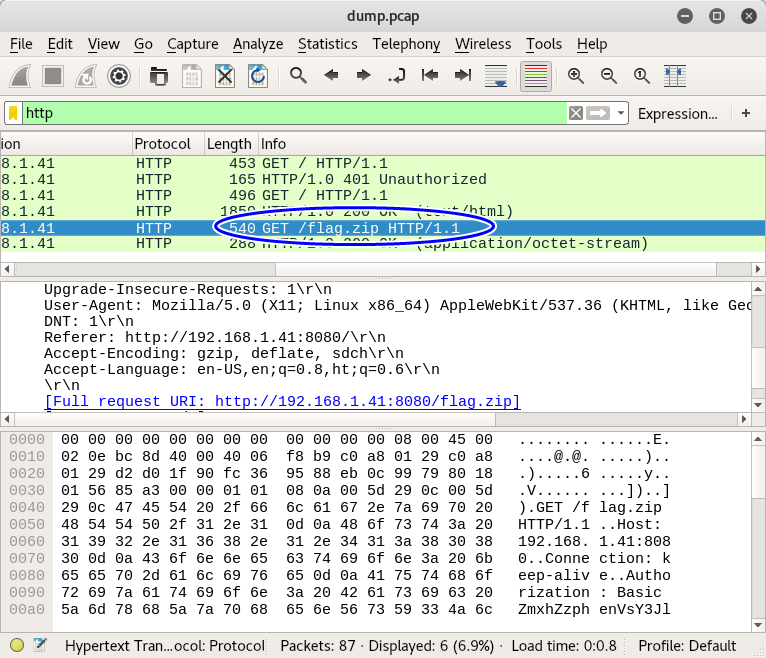 dump.pcap
File Edit View Go Capture Analyze Statistics Telephony Wireless Tools Help
http Expression... +
ion Protocol Length Info
8.1.41 HTTP 453 GET / HTTP/1.1
8.1.41 HTTP 165 HTTP/1.0 401 Unauthorized
8.1.41 HTTP 496 GET / HTTP/1.1
8.1.41 HTTP 1850 HTTP/1.0 200 OK (text/html)
8.1.41 HTTP 540 GET /flag.zip HTTP/1.1
8.1.41 HTTP 288 HTTP/1.0 200 OK (application/octet-stream)
Upgrade-Insecure-Requests: 1\r\n
User-Agent: Mozilla/5.0 (X11; Linux x86_64) AppleWebKit/537.36 (KHTML, like Gec
DNT: 1\r\n
Referer: http://192.168.1.41:8080/\r\n
Accept-Encoding: gzip, deflate, sdch\r\n
Accept-Language: en-US,en;q=0.8,ht;q=0.6\r\n
\r\n
[Full request URI: http://192.168.1.41:8080/flag.zip]
0000 00 00 00 00 00 00 00 00 00 00 00 00 08 00 45 00 ........ ......E.
0010 02 0e bc 8d 40 00 40 06 f8 b9 c0 a8 01 29 c0 a8 ....@.@. .....)..
0020 01 29 d2 d0 1f 90 fc 36 95 88 eb 0c 99 79 80 18 .).....6 .....y..
0030 01 56 85 a3 00 00 01 01 08 0a 00 5d 29 0c 00 5d .V...... ...])..]
0040 29 0c 47 45 54 20 2f 66 6c 61 67 2e 7a 69 70 20 ).GET /f lag.zip
0050 48 54 54 50 2f 31 2e 31 0d 0a 48 6f 73 74 3a 20 HTTP/1.1 ..Host:
0060 31 39 32 2e 31 36 38 2e 31 2e 34 31 3a 38 30 38 192.168. 1.41:808
0070 30 0d 0a 43 6f 6e 6e 65 63 74 69 6f 6e 3a 20 6b 0..Conne ction: k
0080 65 65 70 2d 61 6c 69 76 65 0d 0a 41 75 74 68 6f eep-aliv e..Autho
0090 72 69 7a 61 74 69 6f 6e 3a 20 42 61 73 69 63 20 rization : Basic
00a0 5a 6d 78 68 5a 7a 70 68 65 6e 56 73 59 33 4a 6c ZmxhZzph enVsY3Jl
Hypertext Tran...ocol: Protocol Packets: 87 · Displayed: 6 (6.9%) · Load time: 0:0.8 Profile: Default